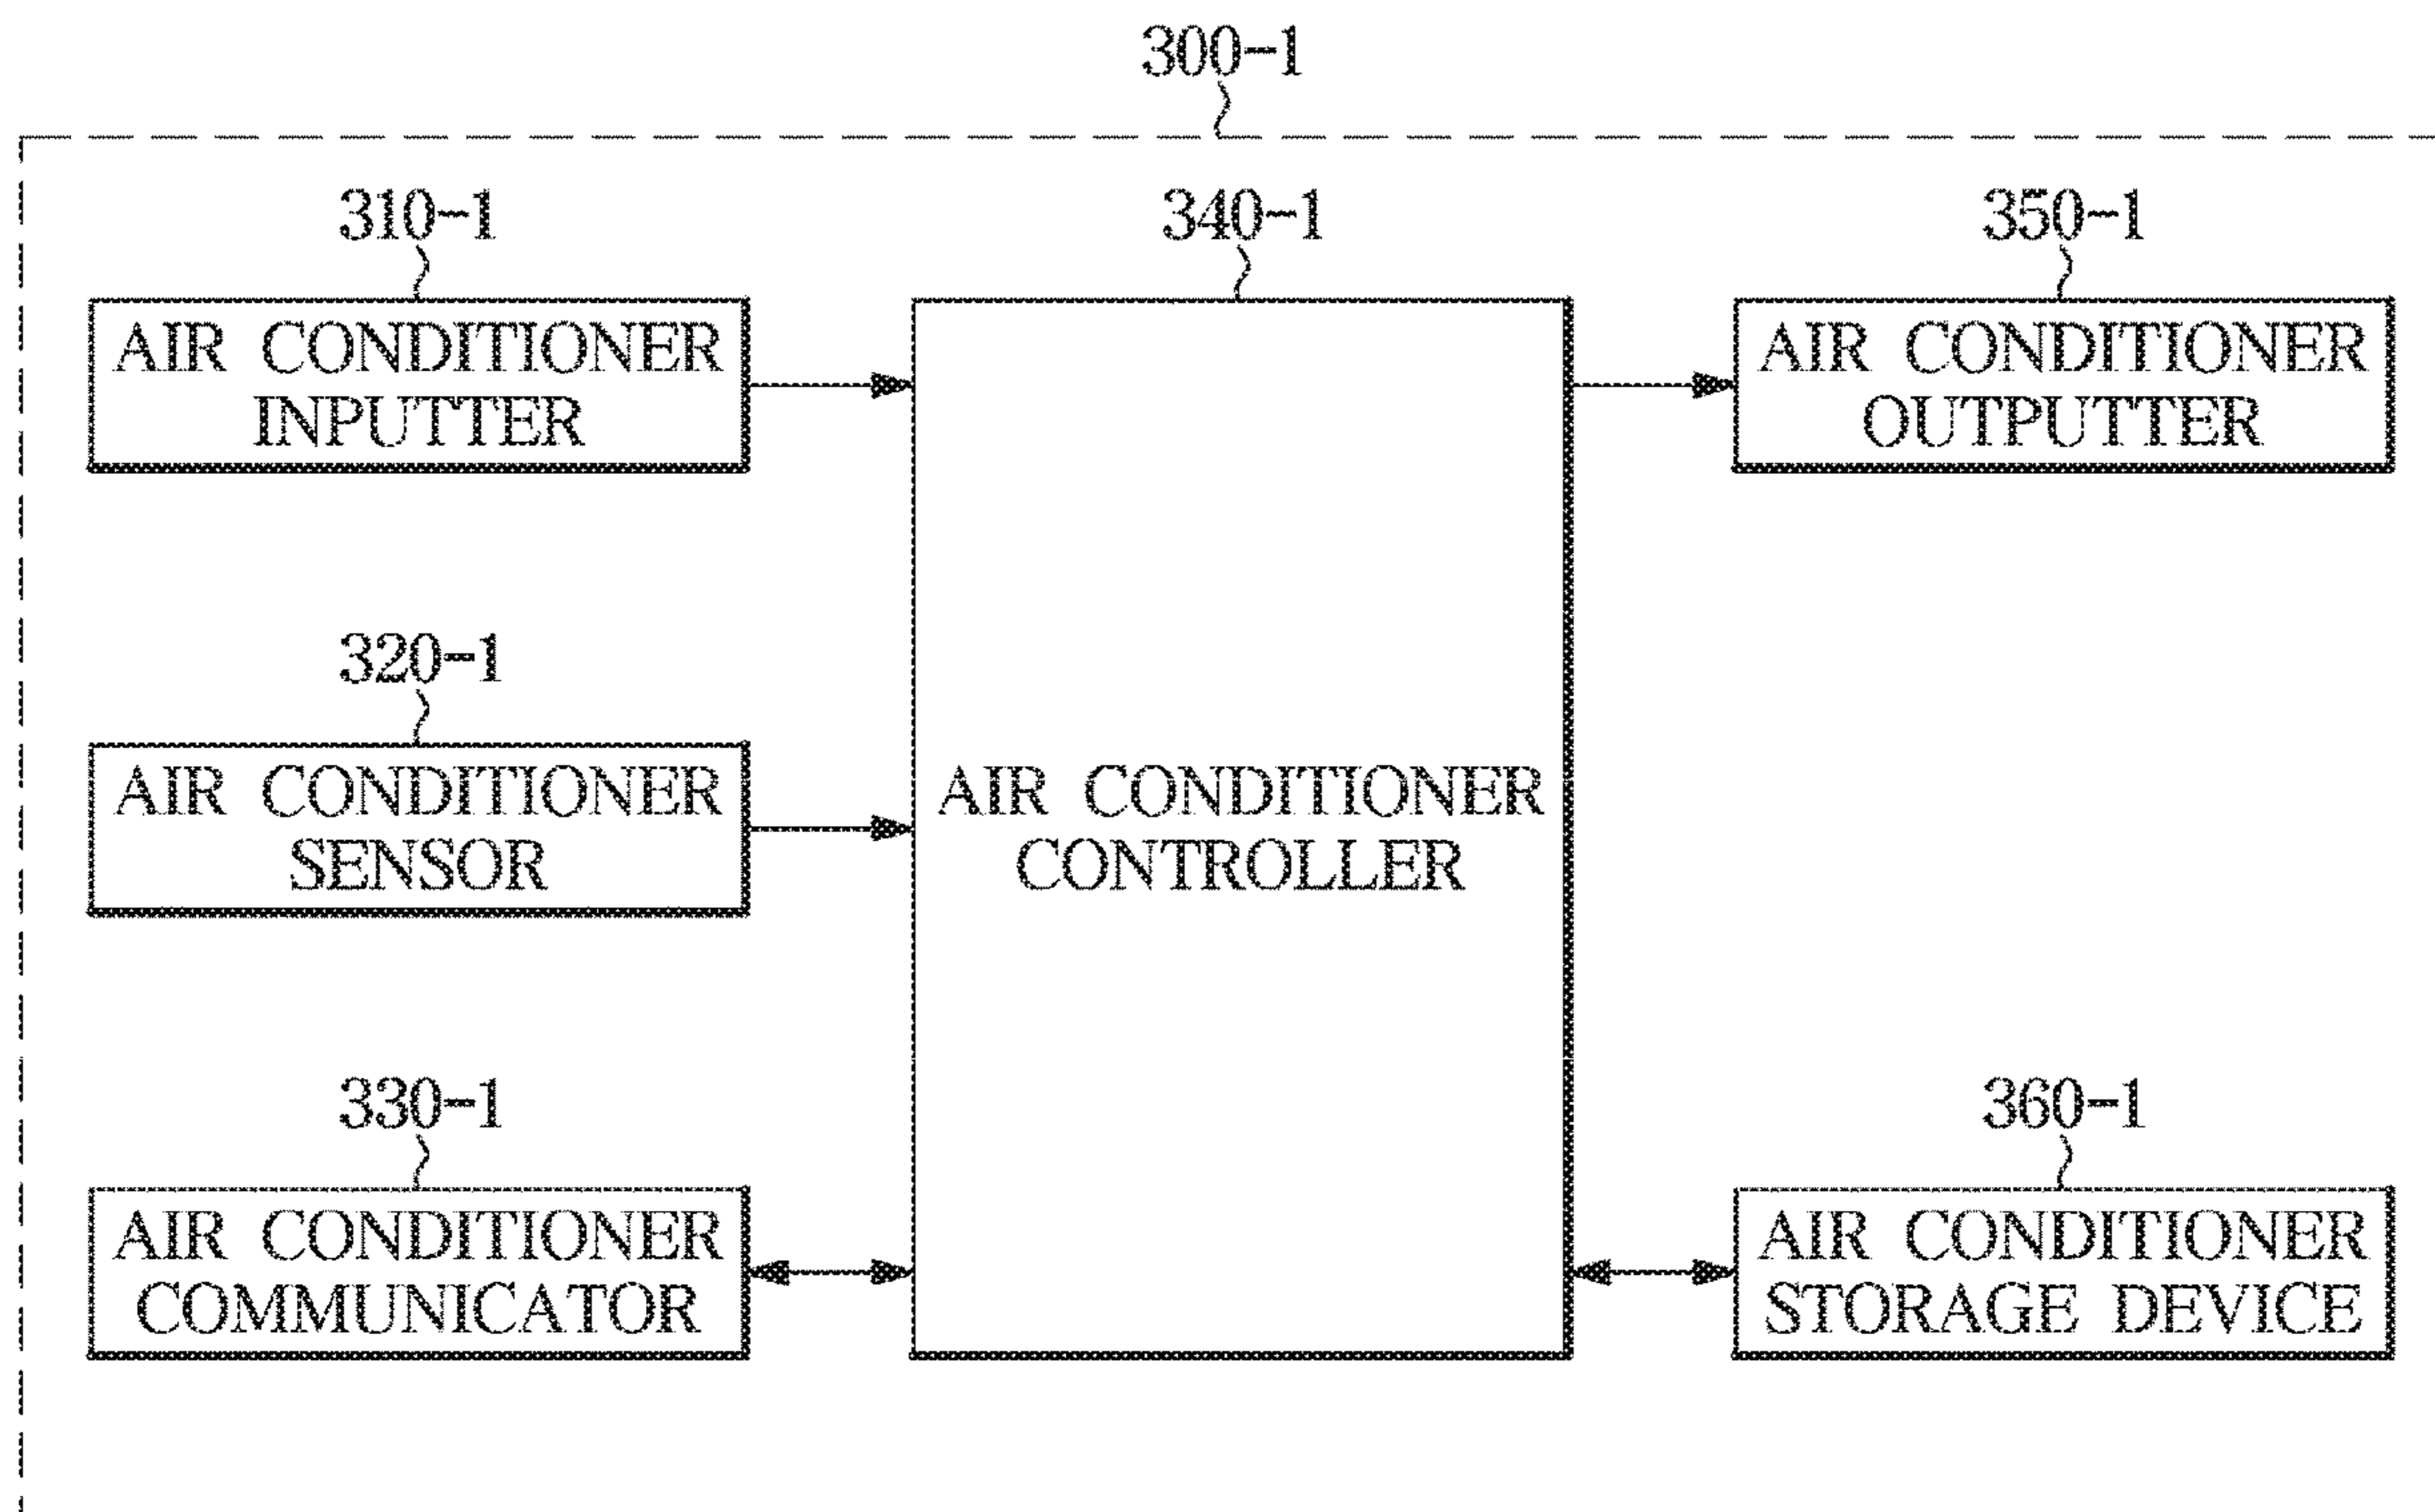 300-1
310-1
340-1
350-1
AIR CONDITIONER
INPUTTER
AIR CONDITIONER
OUTPUTTER
320-1
AIR CONDITIONER
SENSOR
AIR CONDITIONER
CONTROLLER
330-1
360-1
AIR CONDITIONER
COMMUNICATOR
AIR CONDITIONER
STORAGE DEVICE